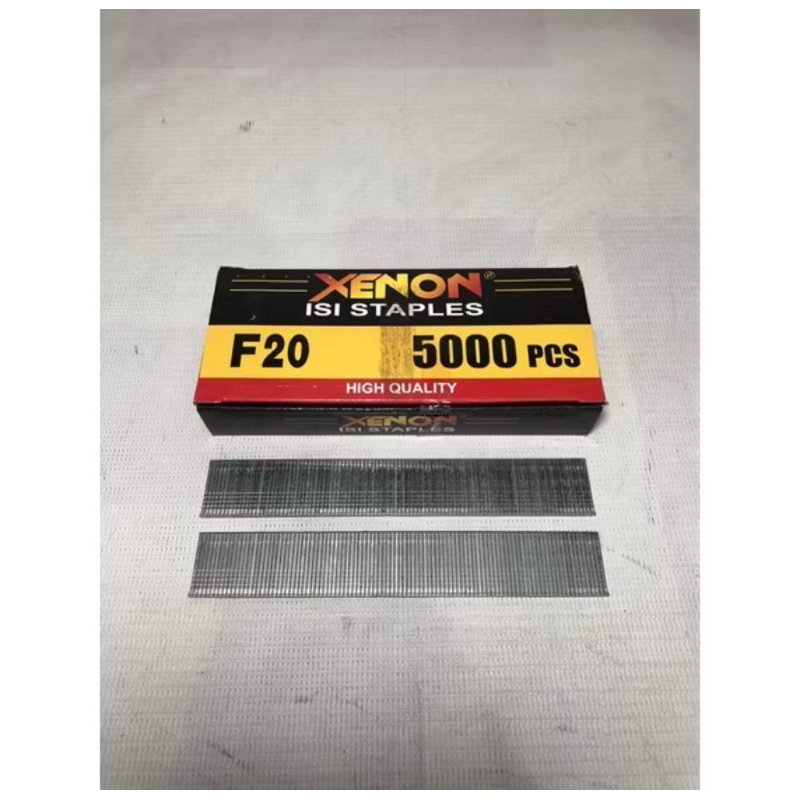 XENON®
ISI STAPLES
F20 5000 PCS
HIGH QUALITY
XENON
ISI STAPLES